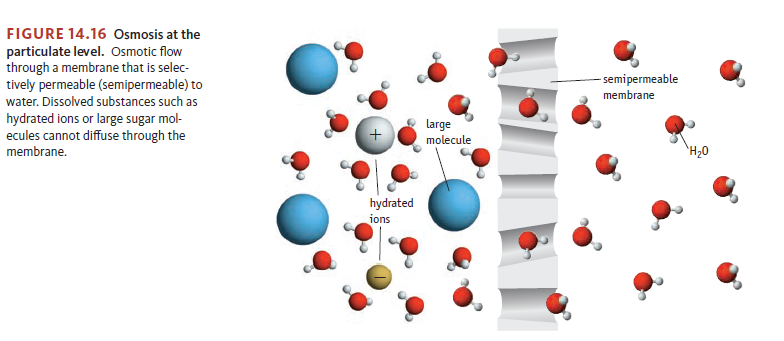 FIGURE 14.16 Osmosis at the
particulate level. Osmotic flow
through a membrane that is selec-
tively permeable (semipermeable) to
water. Dissolved substances such as
hydrated ions or large sugar mol-
ecules cannot diffuse through the
membrane.
+
large
molecule
hydrated
ions
−
semipermeable
membrane
H₂O